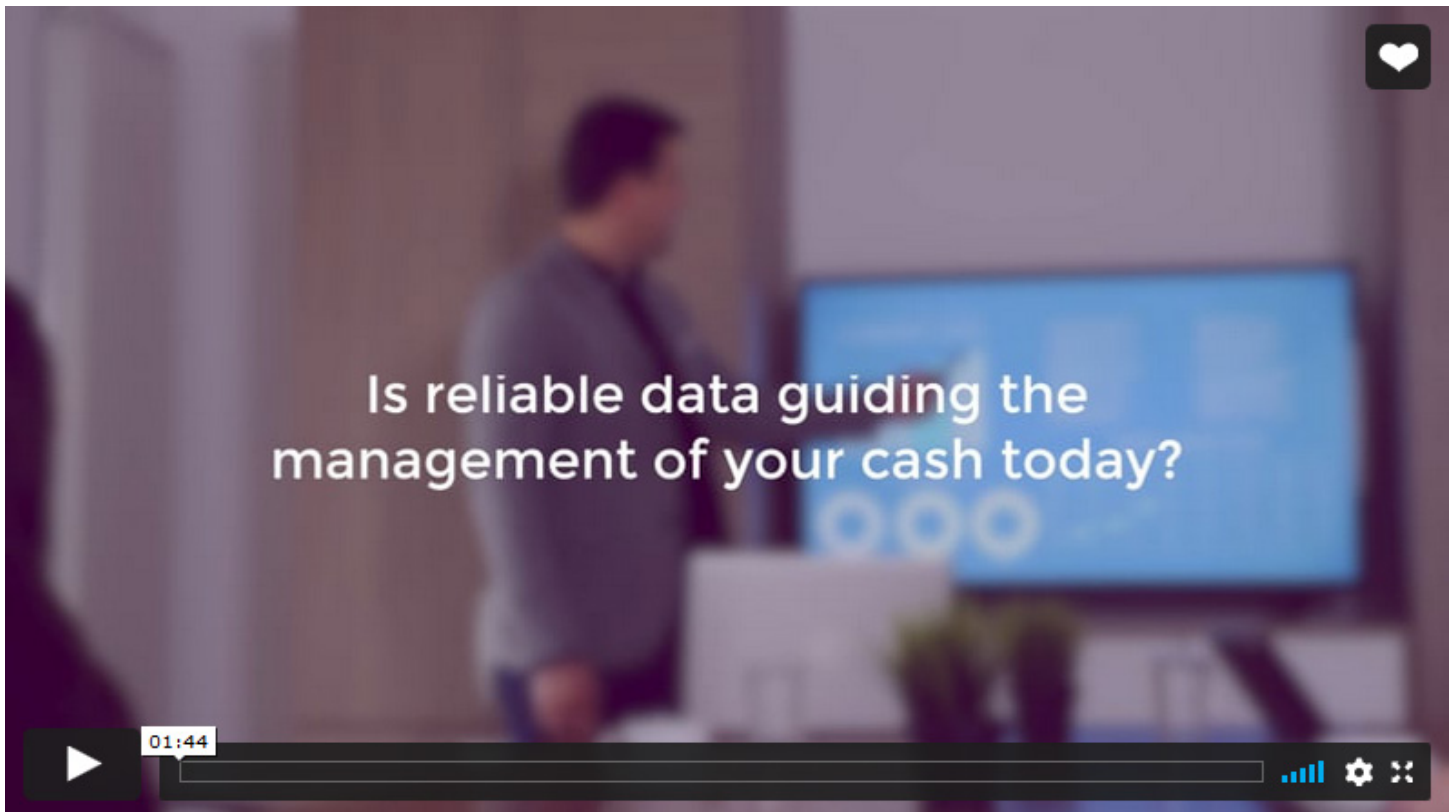 Is reliable data guiding the
management of your cash today?
01:44